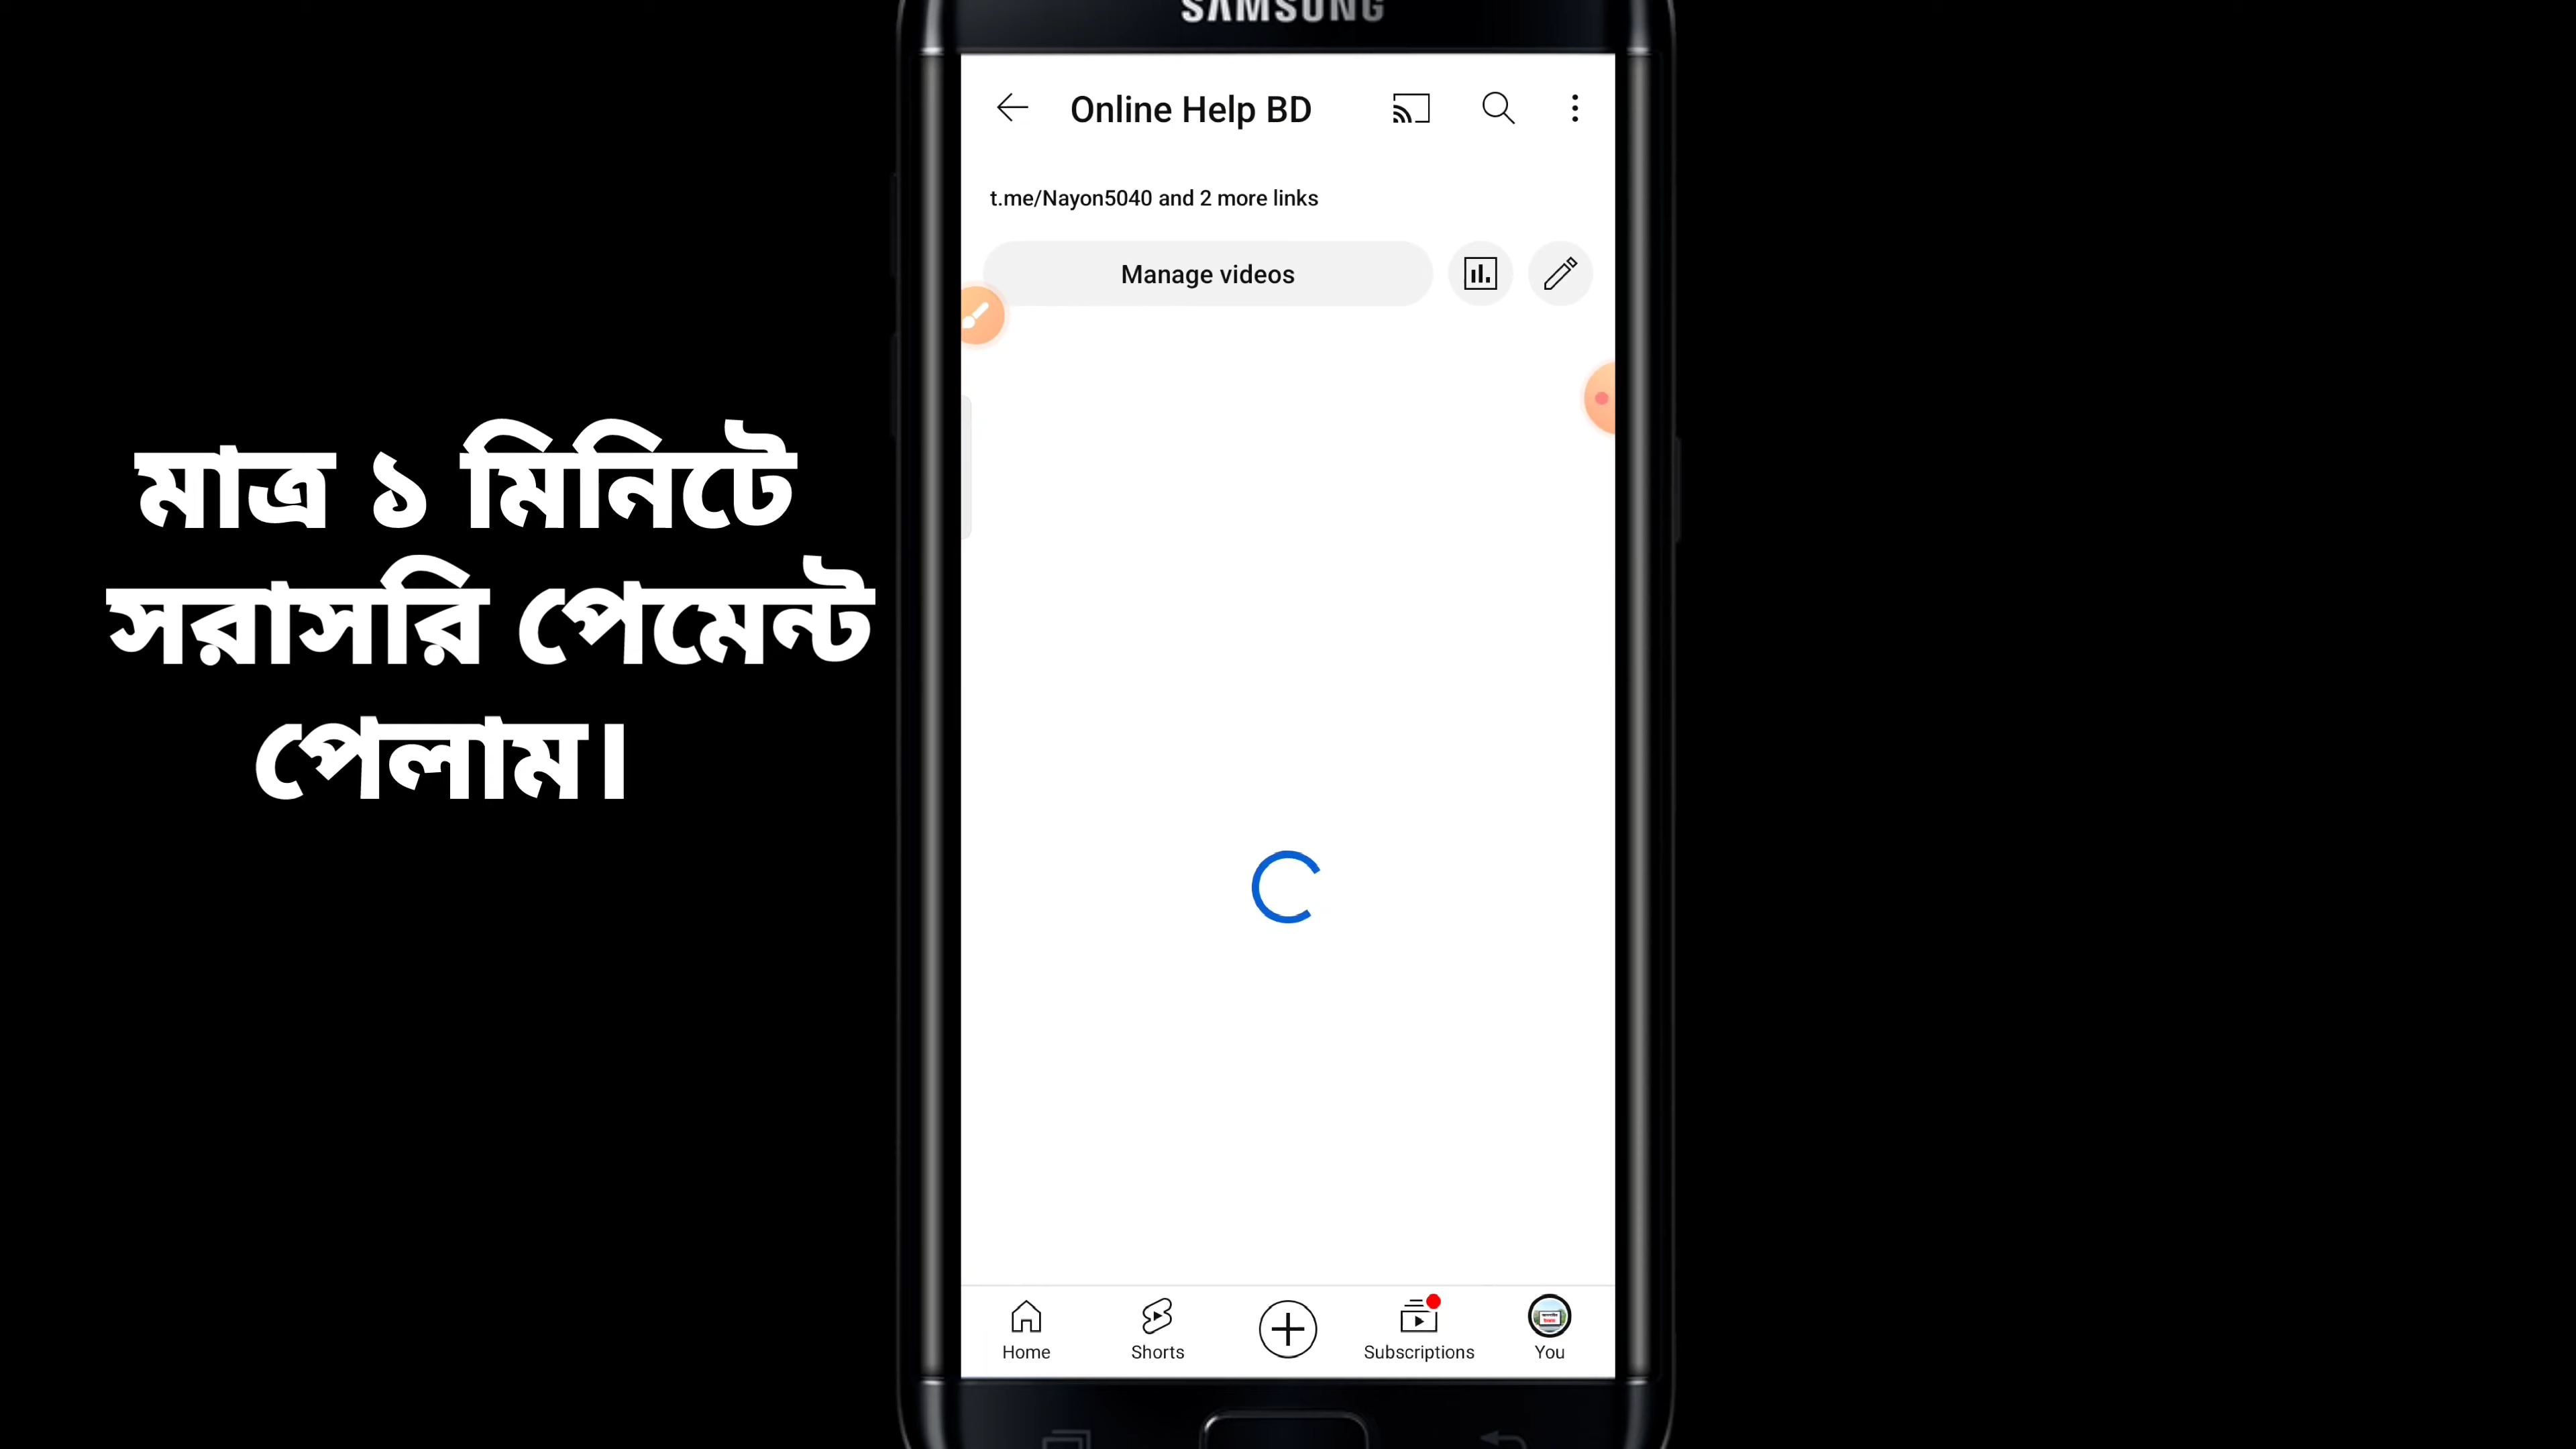 SAMSUNG
Online Help BD
t.me/Nayon5040 and 2 more links
Manage videos
মাত্র ১ মিনিটে
সরাসরি পেমেন্ট
পেলাম।
Home
Shorts
Subscriptions
You